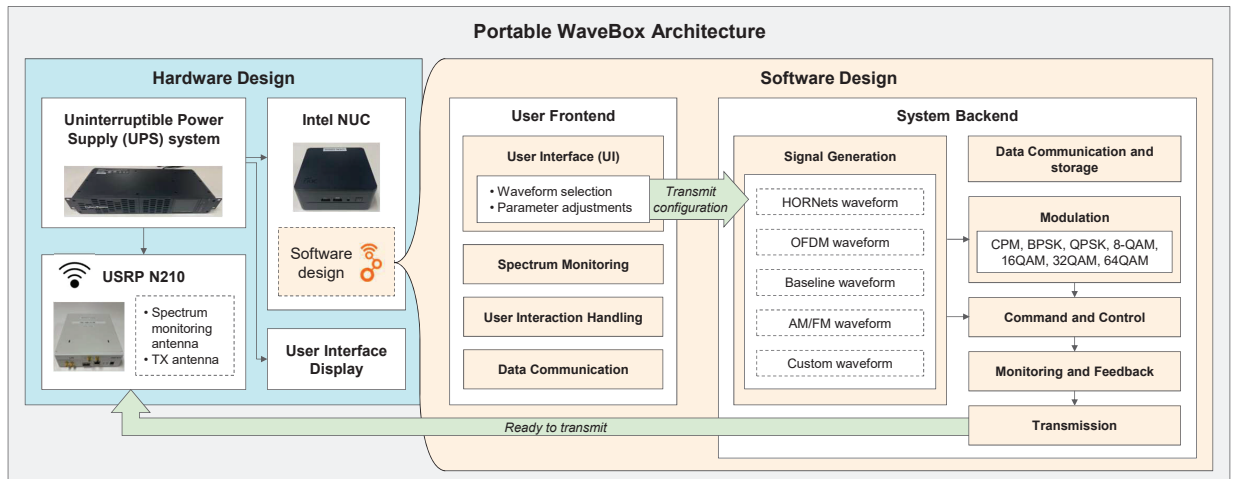 Portable WaveBox Architecture
Hardware Design
Uninterruptible Power
Supply (UPS) system
Intel NUC
Software
design
USRP N210
• Spectrum
monitoring
antenna
• TX antenna
User Interface
Display
Software Design
User Frontend
User Interface (UI)
• Waveform selection
• Parameter adjustments
Spectrum Monitoring
User Interaction Handling
Data Communication
Transmit
configuration
System Backend
Signal Generation
HORNets waveform
OFDM waveform
Baseline waveform
AM/FM waveform
Custom waveform
Data Communication and
storage
Modulation
CPM, BPSK, QPSK, 8-QAM,
16QAM, 32QAM, 64QAM
Command and Control
Monitoring and Feedback
Transmission
Ready to transmit